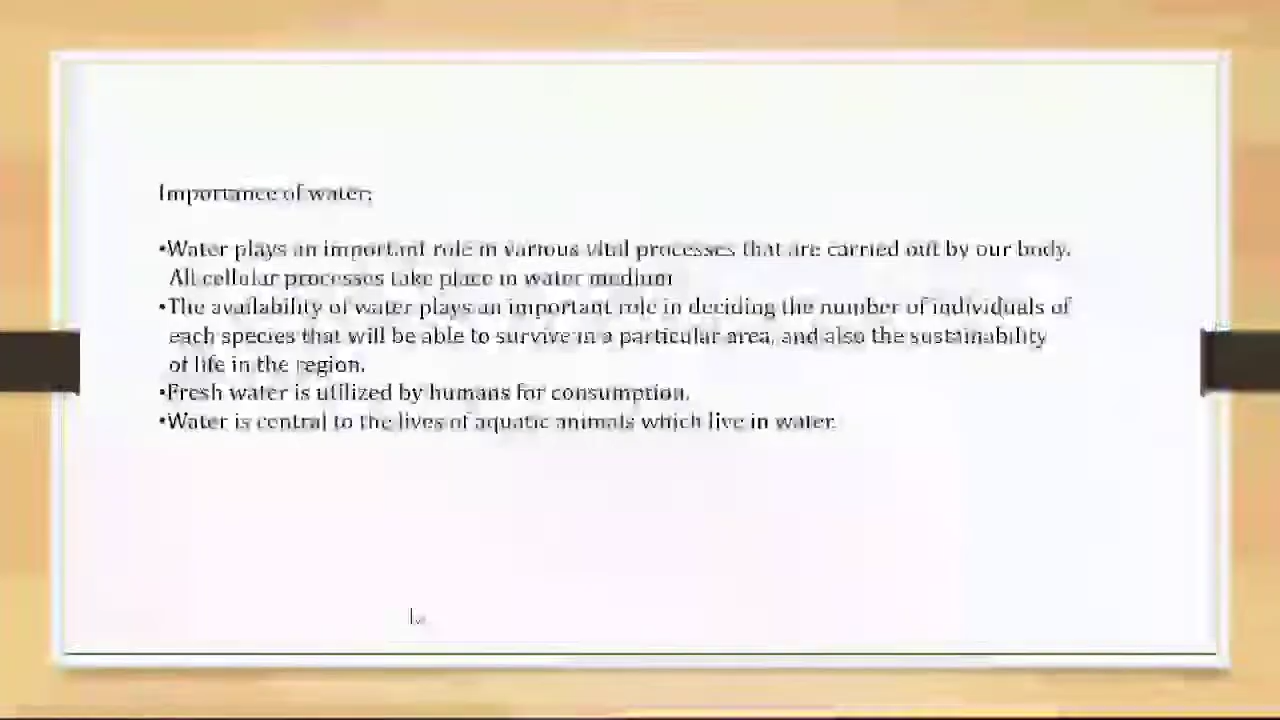 Importance of water:
•Water plays an important role in various vital processes that are carried out by our body.
All cellular processes take place in water medium
•The availability of water plays an important role in deciding the number of individuals of
each species that will be able to survive in a particular area, and also the sustainability
of life in the region.
•Fresh water is utilized by humans for consumption.
•Water is central to the lives of aquatic animals which live in water.